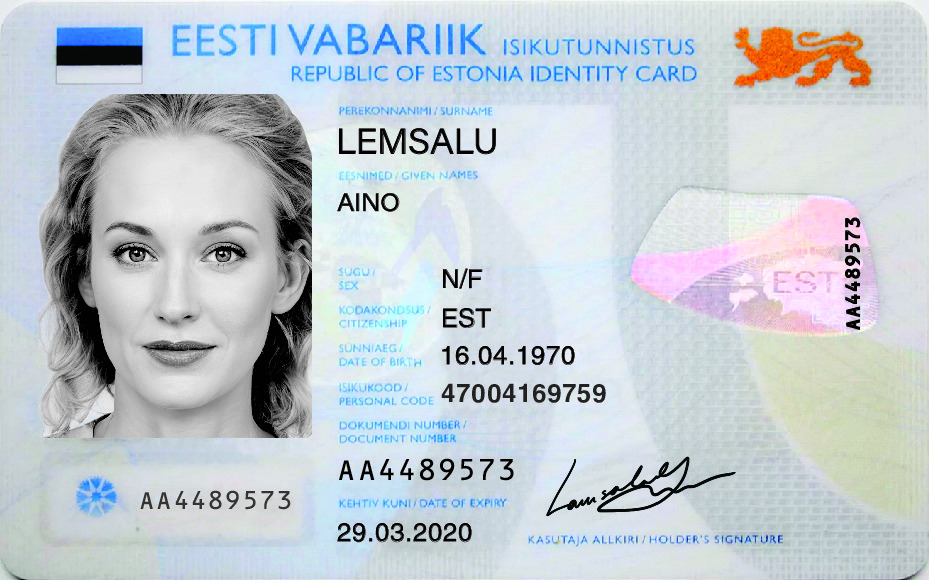 EESTI VABARIIK ISIKUTUNNISTUS
REPUBLIC OF ESTONIA IDENTITY CARD
PEREKONNANIMI / SURNAME
LEMSALU
EESNIMED / GIVEN NAMES
AINO
SUGU /
SEX
N/F
KODAKONDSUS /
CITIZENSHIP
EST
SÜNNIAEG /
DATE OF BIRTH
16.04.1970
ISIKUKOOD /
PERSONAL CODE
47004169759
DOKUMENDI NUMBER /
DOCUMENT NUMBER
AA4489573
KEHTIV KUNI / DATE OF EXPIRY
29.03.2020
KASUTAJA ALLKIRI / HOLDER'S SIGNATURE
AA4489573
EST
AA4489573